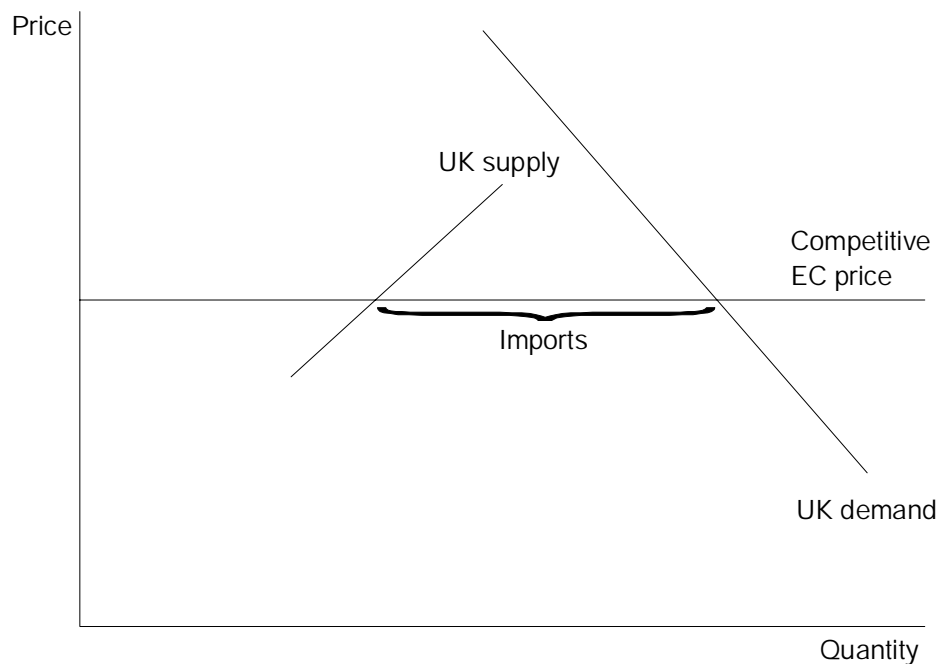 Price
UK supply
Competitive
EC price
Imports
UK demand
Quantity